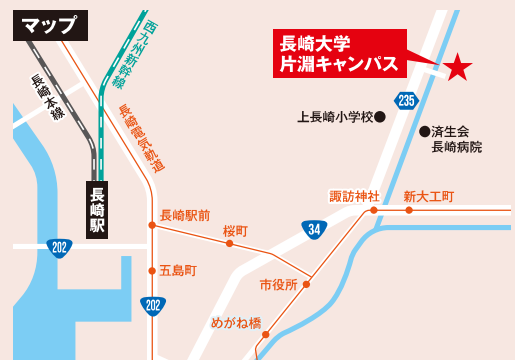 マップ
西九州新幹線
長崎本線
長崎電気軌道
長崎大学
片淵キャンパス
235
上長崎小学校
済生会
長崎病院
長崎駅
諏訪神社
新大工町
長崎駅前
桜町
34
202
五島町
市役所
202
めがね橋